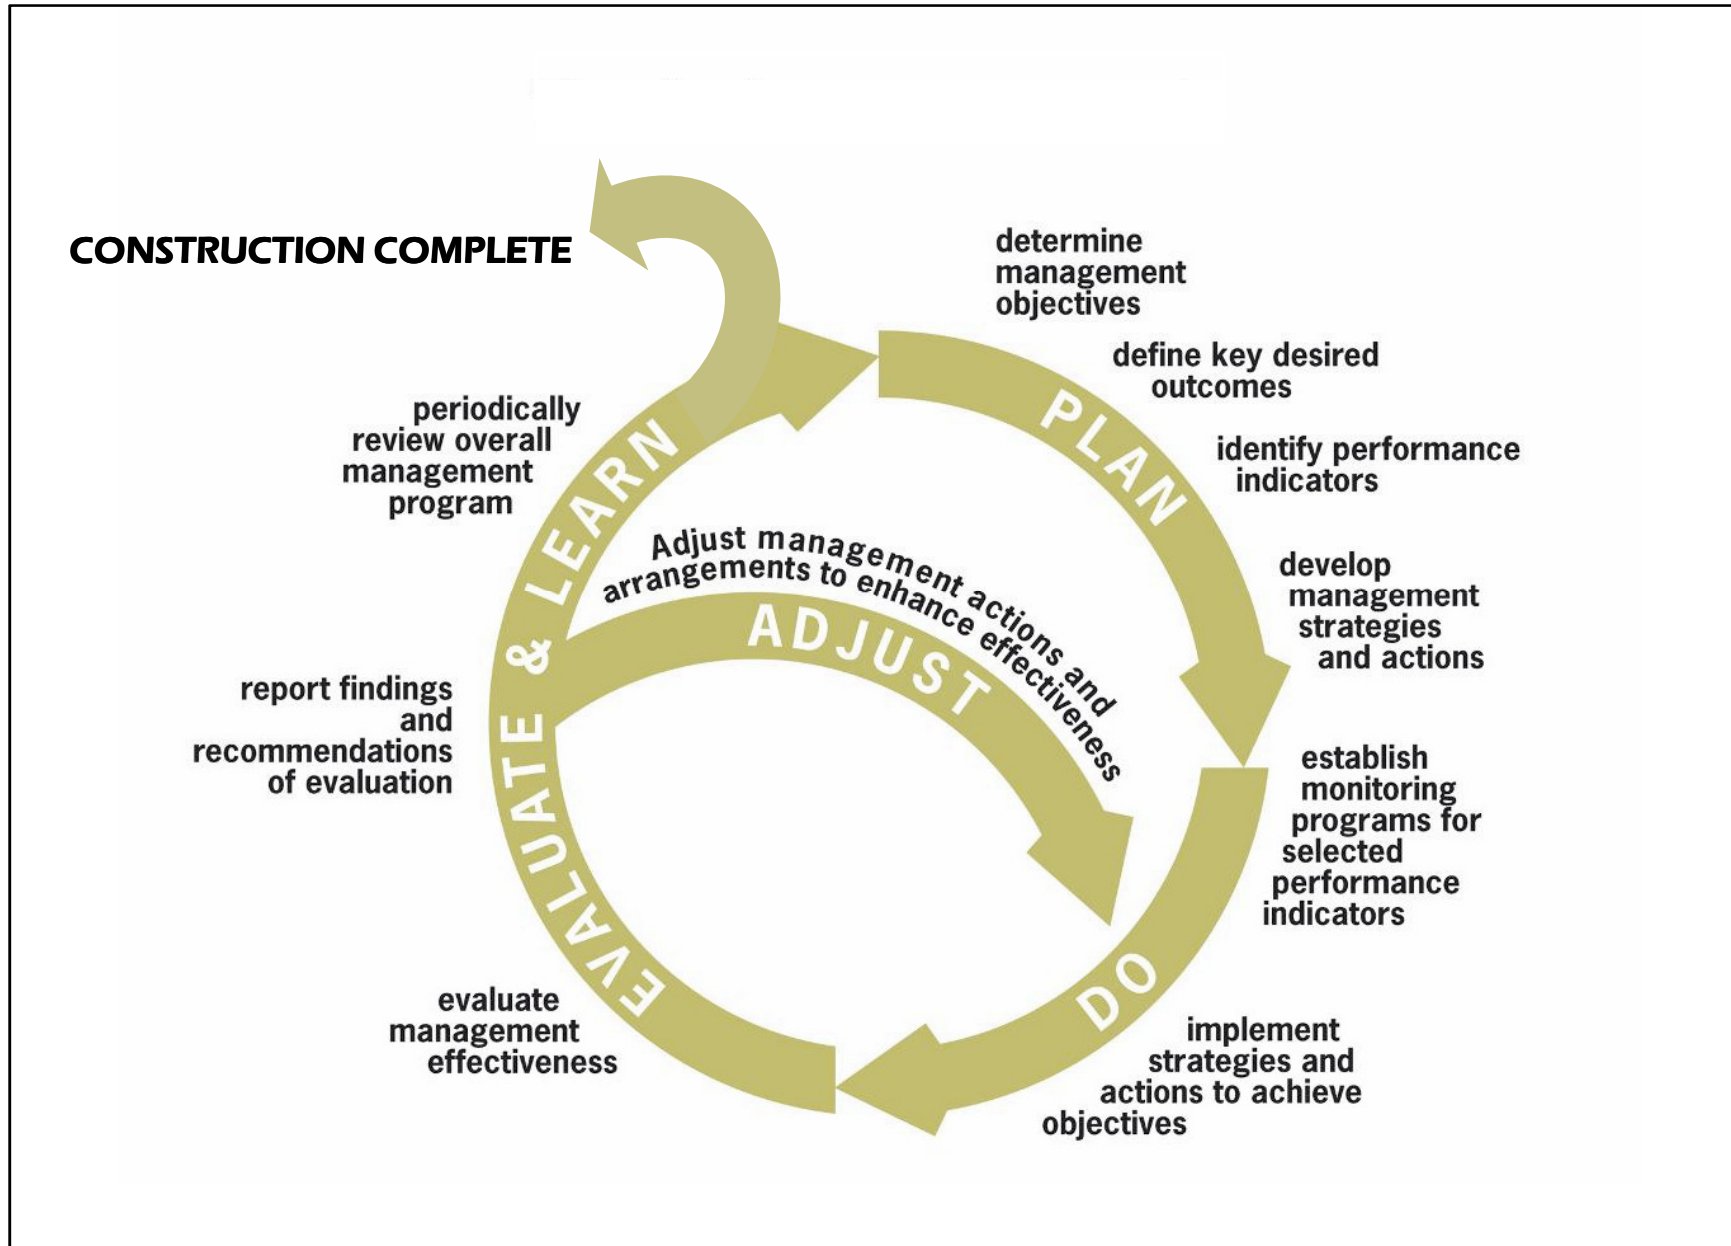 CONSTRUCTION COMPLETE
determine
management
objectives
define key desired
outcomes
PLAN
identify performance
indicators
develop
management
strategies
and actions
establish
monitoring
programs for
selected
performance
indicators
DO
implement
strategies and
actions to achieve
objectives
evaluate
management
effectiveness
EVALUATE & LEARN
report findings
and
recommendations
of evaluation
periodically
review overall
management
program
Adjust management actions and
arrangements to enhance effectiveness
ADJUST